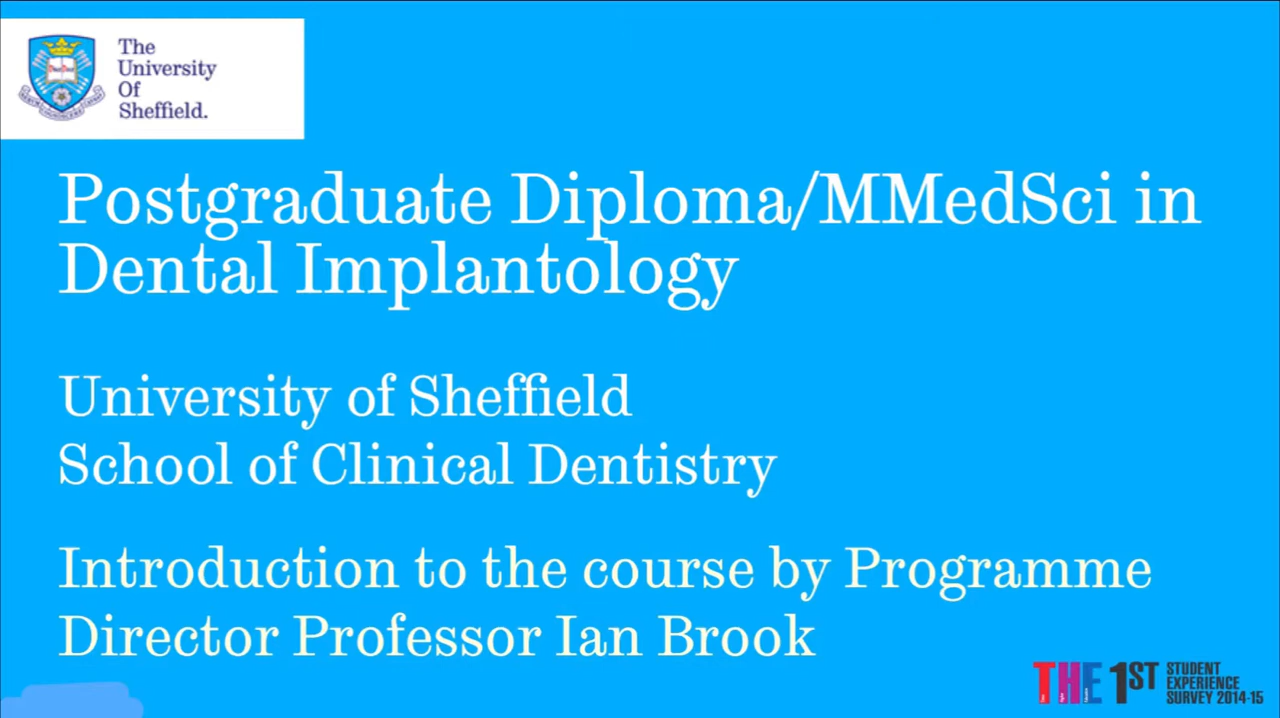 The
University
Of
Sheffield.
Postgraduate Diploma/MMedSci in
Dental Implantology
University of Sheffield
School of Clinical Dentistry
Introduction to the course by Programme
Director Professor Ian Brook
THE 1ST STUDENT
EXPERIENCE
SURVEY 2014-15